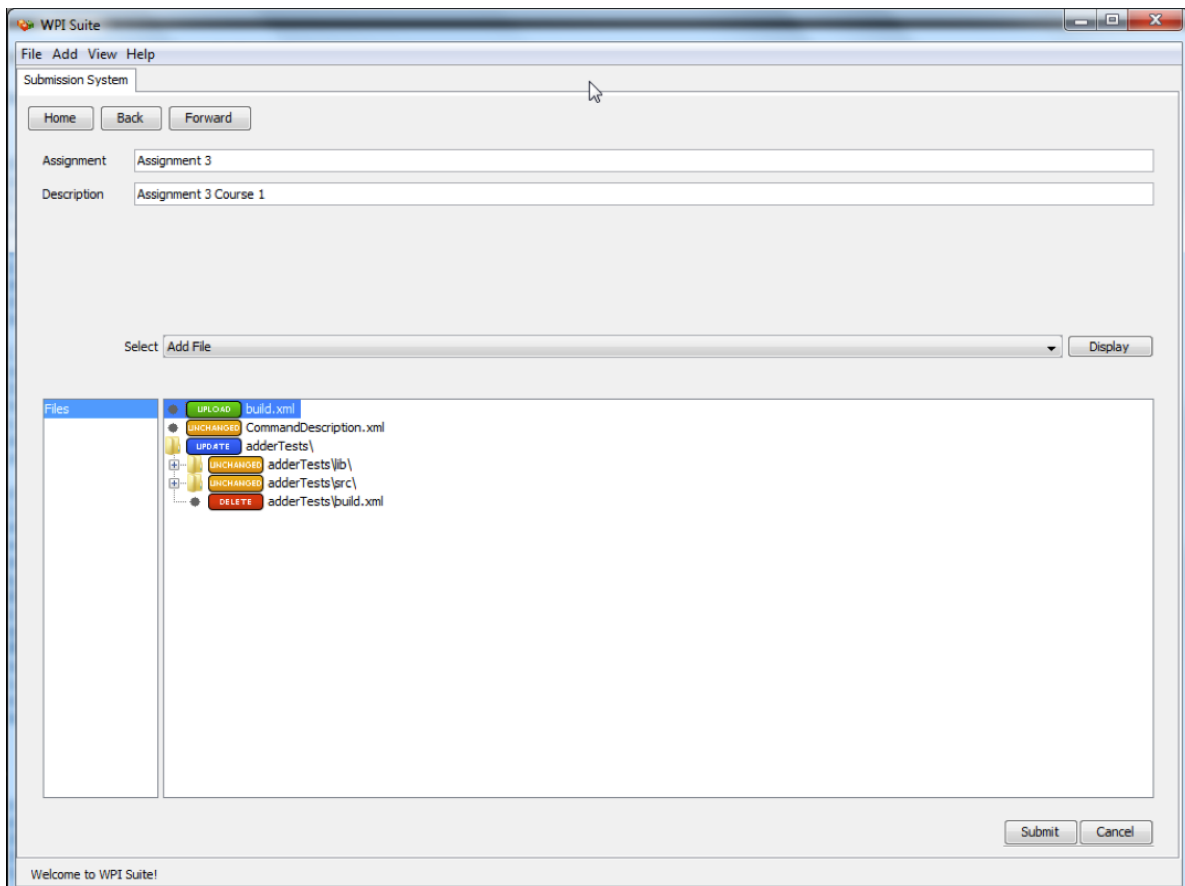 WPI Suite
File Add View Help
Submission System
Home Back Forward
Assignment Assignment 3
Description Assignment 3 Course 1
Select Add File Display
Files
UPLOAD build.xml
UNCHANGED CommandDescription.xml
UPDATE adderTests\
UNCHANGED adderTests\lib\
UNCHANGED adderTests\src\
DELETE adderTests\build.xml
Submit Cancel
Welcome to WPI Suite!